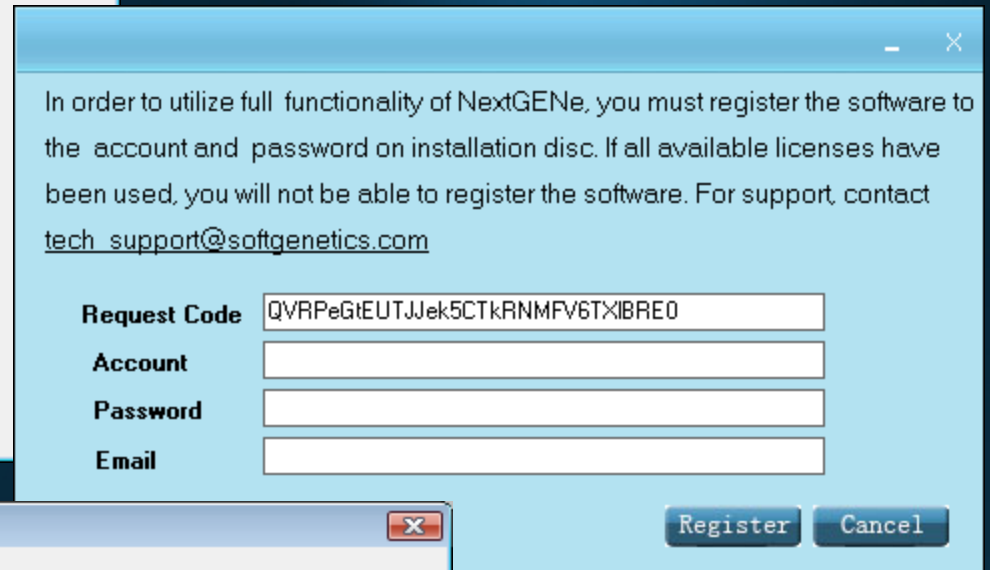 In order to utilize full functionality of NextGENe, you must register the software to
the account and password on installation disc. If all available licenses have
been used, you will not be able to register the software. For support, contact
tech_support@softgenetics.com
Request Code QVRPeGtEUTJJek5CTkRNMFV6TXlBRE0
Account
Password
Email
Register Cancel